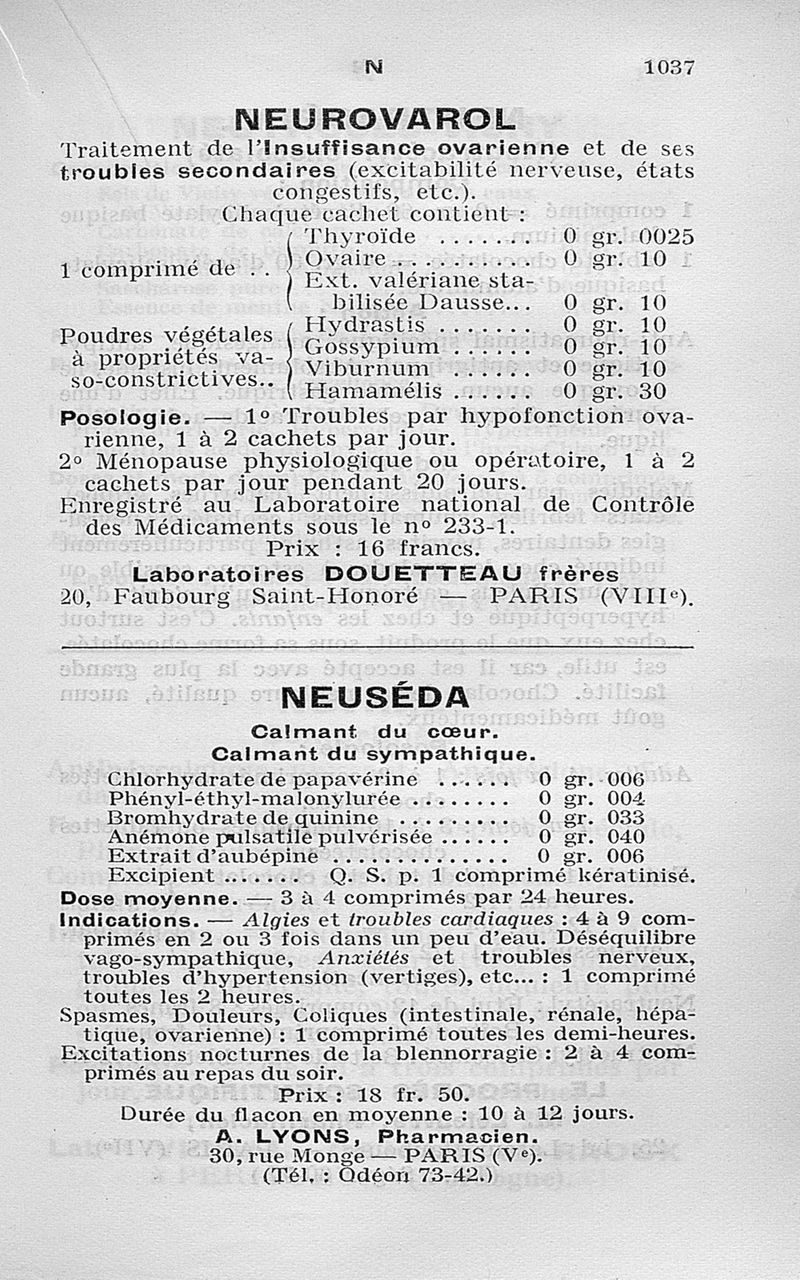 N 1037
NEUROVAROL
Traitement de l'Insuffisance ovarienne et de ses
troubles secondaires (excitabilité nerveuse, états
congestifs, etc.).
Chaque cachet contient :
Thyroïde ........ 0 gr. 0025
1 comprimé de .. Ovaire .......... 0 gr. 10
Ext. valériane sta-
bilisée Dausse... 0 gr. 10
Poudres végétales Hydrastis ....... 0 gr. 10
à propriétés va- Gossypium ...... 0 gr. 10
so-constrictives.. Viburnum ....... 0 gr. 10
Hamamélis ...... 0 gr. 30
Posologie. — 1º Troubles par hypofonction ova-
rienne, 1 à 2 cachets par jour.
2º Ménopause physiologique ou opératoire, 1 à 2
cachets par jour pendant 20 jours.
Enregistré au Laboratoire national de Contrôle
des Médicaments sous le nº 233-1.
Prix : 16 francs.
Laboratoires DOUETTEAU frères
20, Faubourg Saint-Honoré — PARIS (VIIIe).
NEUSÉDA
Calmant du cœur.
Calmant du sympathique.
Chlorhydrate de papavérine ...... 0 gr. 006
Phényl-éthyl-malonylurée ........ 0 gr. 004
Bromhydrate de quinine ......... 0 gr. 033
Anémone pulsatile pulvérisée ...... 0 gr. 040
Extrait d'aubépine ............... 0 gr. 006
Excipient ....... Q. S. p. 1 comprimé kératinisé.
Dose moyenne. — 3 à 4 comprimés par 24 heures.
Indications. — Algies et troubles cardiaques : 4 à 9 com-
primés en 2 ou 3 fois dans un peu d'eau. Déséquilibre
vago-sympathique, Anxiétés et troubles nerveux,
troubles d'hypertension (vertiges), etc... : 1 comprimé
toutes les 2 heures.
Spasmes, Douleurs, Coliques (intestinale, rénale, hépa-
tique, ovarienne) : 1 comprimé toutes les demi-heures.
Excitations nocturnes de la blennorragie : 2 à 4 com-
primés au repas du soir.
Prix : 18 fr. 50.
Durée du flacon en moyenne : 10 à 12 jours.
A. LYONS, Pharmacien.
30, rue Monge — PARIS (Ve).
(Tél. : Odéon 73-42.)